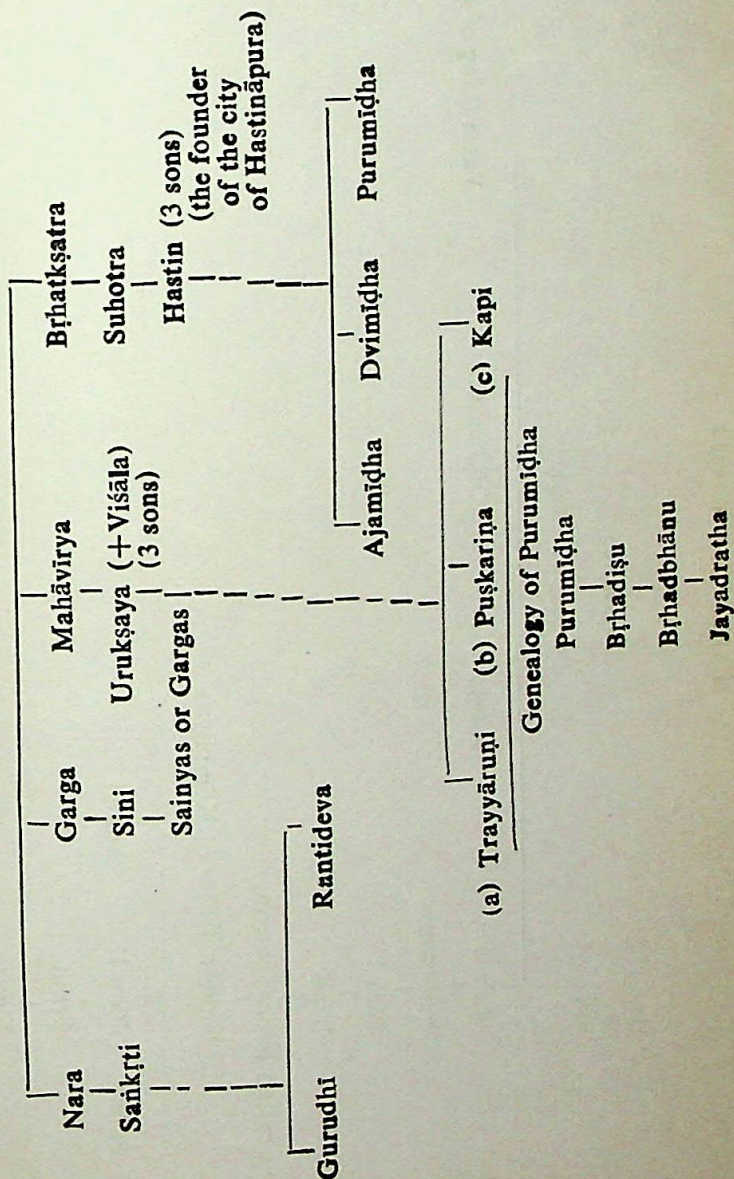 Nara
Garga
Mahāvīrya
Bṛhatkṣatra
Saṅkṛti
Sini
Urukṣaya (+Viśāla)
(3 sons)
Suhotra
Sainyas or Gargas
Hastin (3 sons)
(the founder
of the city
of Hastināpura)
Gurudhī
Rantideva
Ajamīḍha
Dvimīḍha
Purumīḍha
(a) Trayyāruṇi
(b) Puṣkariṇa
(c) Kapi
Genealogy of Purumīḍha
Purumīḍha
Bṛhadiṣu
Bṛhadbhānu
Jayadratha